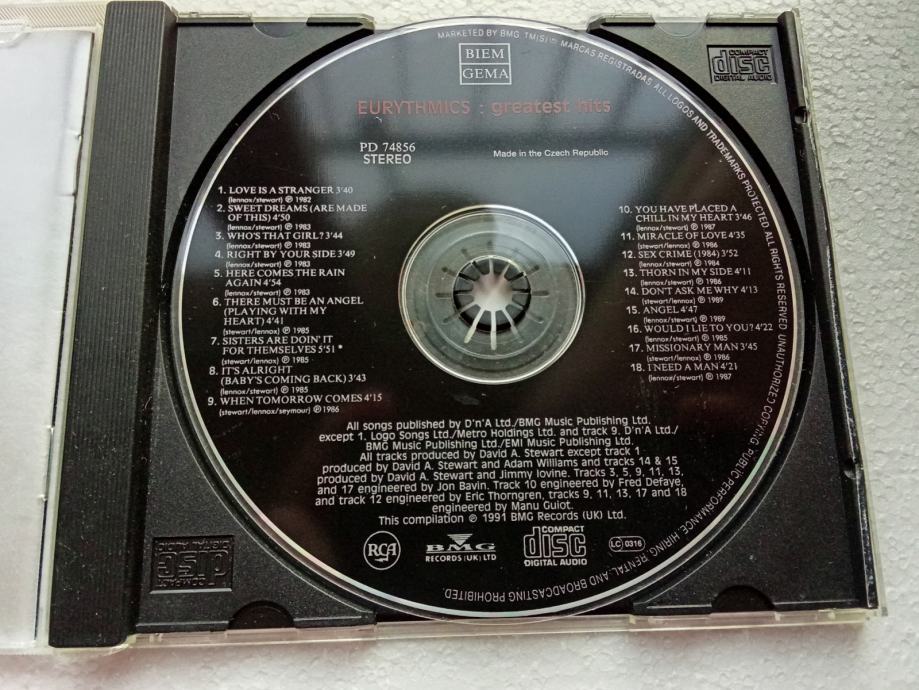 MARKETED BY BMG. TM(S) ® MARCAS REGISTRADAS. ALL LOGOS AND TRADEMARKS PROTECTED. ALL RIGHTS RESERVED. UNAUTHORIZED COPYING, PUBLIC PERFORMANCE, HIRING, RENTAL, AND BROADCASTING PROHIBITED.
BIEM
GEMA
COMPACT
disc
DIGITAL AUDIO
EURYTHMICS : greatest hits
PD 74856
STEREO
Made in the Czech Republic
1. LOVE IS A STRANGER 3'40
(lennox/stewart) ℗ 1982
2. SWEET DREAMS (ARE MADE
OF THIS) 4'50
(lennox/stewart) ℗ 1983
3. WHO'S THAT GIRL? 3'44
(lennox/stewart) ℗ 1983
4. RIGHT BY YOUR SIDE 3'49
(lennox/stewart) ℗ 1983
5. HERE COMES THE RAIN
AGAIN 4'54
(lennox/stewart) ℗ 1983
6. THERE MUST BE AN ANGEL
(PLAYING WITH MY
HEART) 4'41
(lennox/stewart) ℗ 1985
7. SISTERS ARE DOIN' IT
FOR THEMSELVES 5'51 *
(stewart/lennox) ℗ 1985
8. IT'S ALRIGHT
(BABY'S COMING BACK) 3'43
(lennox/stewart) ℗ 1985
9. WHEN TOMORROW COMES 4'15
(stewart/lennox/seymour) ℗ 1986
10. YOU HAVE PLACED A
CHILL IN MY HEART 3'46
(lennox/stewart) ℗ 1987
11. MIRACLE OF LOVE 4'35
(stewart/lennox) ℗ 1986
12. SEX CRIME (1984) 3'52
(lennox/stewart) ℗ 1984
13. THORN IN MY SIDE 4'11
(stewart/lennox) ℗ 1986
14. DON'T ASK ME WHY 4'13
(stewart/lennox) ℗ 1989
15. ANGEL 4'47
(stewart/lennox) ℗ 1989
16. WOULD I LIE TO YOU? 4'22
(stewart/lennox) ℗ 1985
17. MISSIONARY MAN 3'45
(stewart/lennox) ℗ 1986
18. I NEED A MAN 4'21
(lennox/stewart) ℗ 1987
All songs published by D'n'A Ltd./BMG Music Publishing Ltd.
except 1. Logo Songs Ltd./Metro Holdings Ltd. and track 9. D'n'A Ltd./
BMG Music Publishing Ltd./EMI Music Publishing Ltd.
All tracks produced by David A. Stewart except track 1
produced by David A. Stewart and Adam Williams and tracks 14 & 15
produced by David A. Stewart and Jimmy Iovine. Tracks 3, 5, 9, 11, 13,
and 17 engineered by Jon Bavin. Track 10 engineered by Fred Defaye,
and track 12 engineered by Eric Thorngren, tracks 9, 11, 13, 17 and 18
engineered by Manu Guiot.
This compilation ℗ 1991 BMG Records (UK) Ltd.
RCA
BMG
RECORDS (UK) LTD
COMPACT
disc
DIGITAL AUDIO
LC 0316
COMPACT
disc
DIGITAL AUDIO